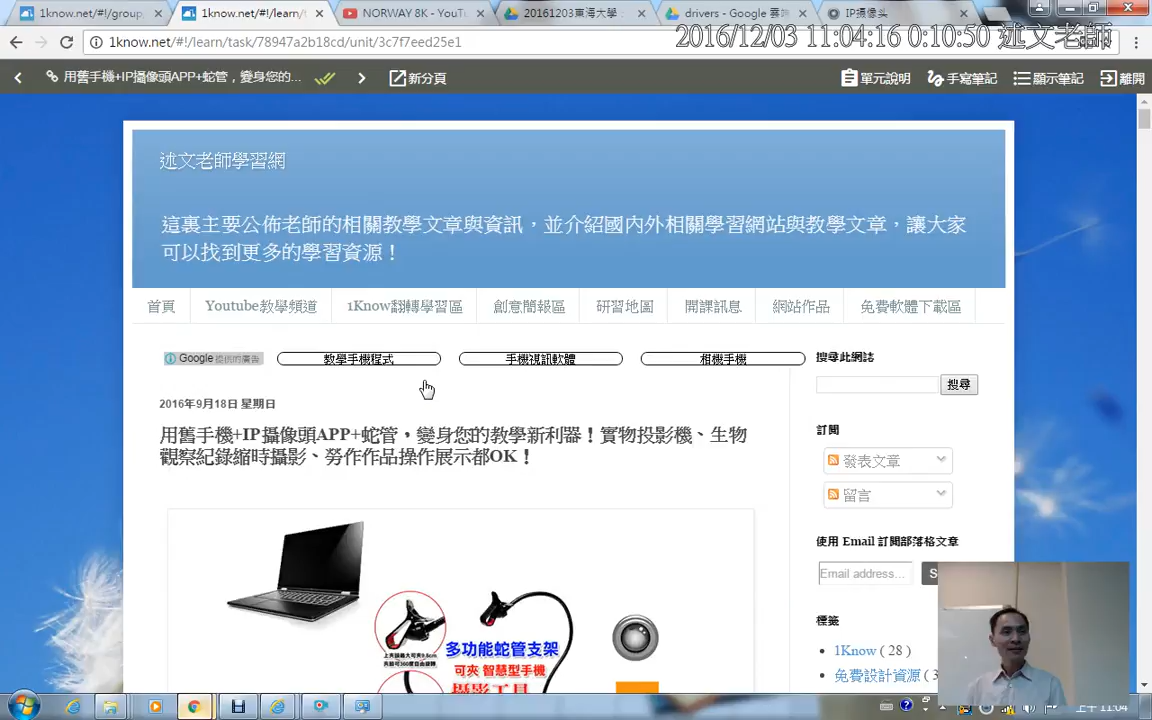 1know.net/#!/group,
1know.net/#!/learn/t
NORWAY 8K - YouTu
20161203東海大學
drivers - Google 雲端
IP摄像头
1know.net/#!/learn/task/78947a2b18cd/unit/3c7f7eed25e1
2016/12/03 11:04:16 0:10:50 述文老師
用舊手機+IP攝像頭APP+蛇管，變身您的...
新分頁
單元說明
手寫筆記
顯示筆記
離開
述文老師學習網
這裏主要公佈老師的相關教學文章與資訊，並介紹國內外相關學習網站與教學文章，讓大家
可以找到更多的學習資源！
首頁
Youtube教學頻道
1Know翻轉學習區
創意簡報區
研習地圖
開課訊息
網站作品
免費軟體下載區
Google 提供的廣告
教學手機程式
手機視訊軟體
相機手機
搜尋此網誌
搜尋
2016年9月18日 星期日
用舊手機+IP攝像頭APP+蛇管，變身您的教學新利器！實物投影機、生物
觀察紀錄縮時攝影、勞作作品操作展示都OK！
訂閱
發表文章
留言
使用 Email 訂閱部落格文章
Email address...
S
標籤
1Know ( 28 )
免費設計資源 ( 3
多功能蛇管支架
可夾 智慧型手機
攝影工具
上午 11:04